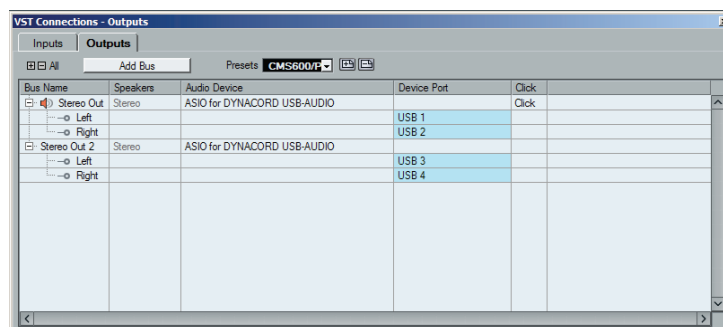 VST Connections - Outputs
Inputs Outputs
All Add Bus Presets CMS600/P
Bus Name Speakers Audio Device Device Port Click
Stereo Out Stereo ASIO for DYNACORD USB-AUDIO Click
Left USB 1
Right USB 2
Stereo Out 2 Stereo ASIO for DYNACORD USB-AUDIO
Left USB 3
Right USB 4